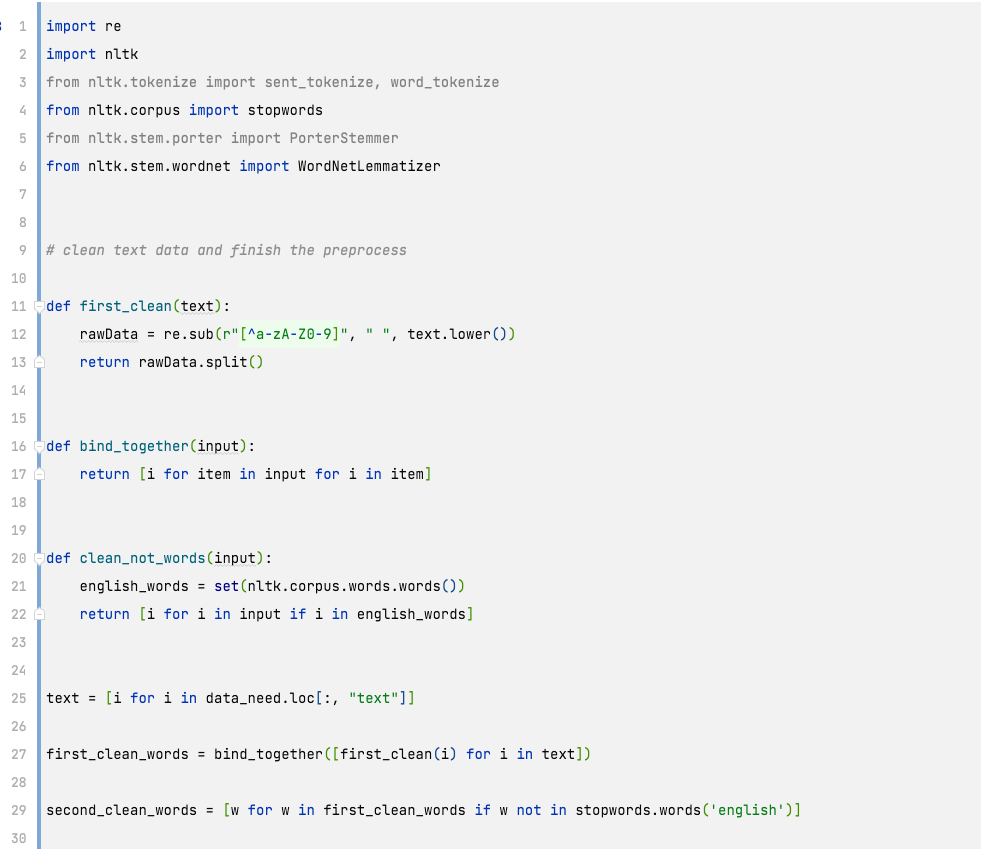 1 import re
2 import nltk
3 from nltk.tokenize import sent_tokenize, word_tokenize
4 from nltk.corpus import stopwords
5 from nltk.stem.porter import PorterStemmer
6 from nltk.stem.wordnet import WordNetLemmatizer
7
8
9 # clean text data and finish the preprocess
10
11 def first_clean(text):
12     rawData = re.sub(r"[^a-zA-Z0-9]", " ", text.lower())
13     return rawData.split()
14
15
16 def bind_together(input):
17     return [i for item in input for i in item]
18
19
20 def clean_not_words(input):
21     english_words = set(nltk.corpus.words.words())
22     return [i for i in input if i in english_words]
23
24
25 text = [i for i in data_need.loc[:, "text"]]
26
27 first_clean_words = bind_together([first_clean(i) for i in text])
28
29 second_clean_words = [w for w in first_clean_words if w not in stopwords.words('english')]
30